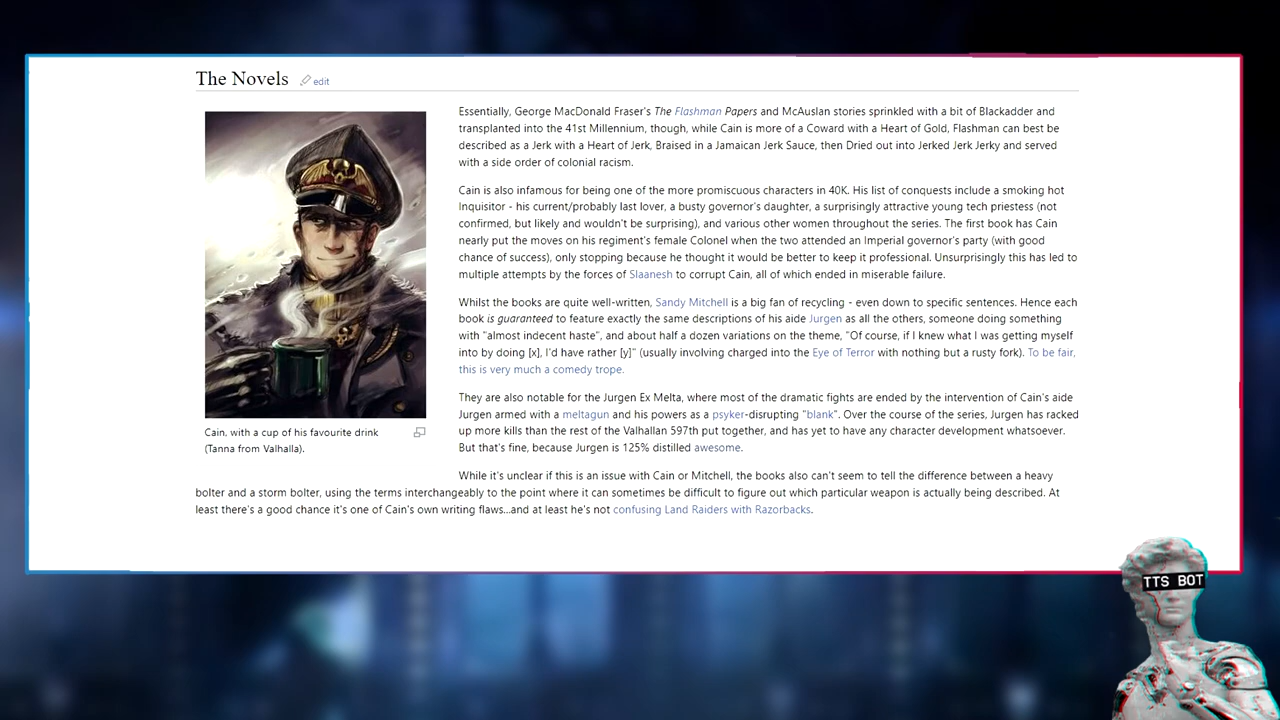 The Novels edit
Essentially, George MacDonald Fraser's The Flashman Papers and McAuslan stories sprinkled with a bit of Blackadder and
transplanted into the 41st Millennium, though, while Cain is more of a Coward with a Heart of Gold, Flashman can best be
described as a Jerk with a Heart of Jerk, Braised in a Jamaican Jerk Sauce, then Dried out into Jerked Jerk Jerky and served
with a side order of colonial racism.
Cain is also infamous for being one of the more promiscuous characters in 40K. His list of conquests include a smoking hot
Inquisitor - his current/probably last lover, a busty governor's daughter, a surprisingly attractive young tech priestess (not
confirmed, but likely and wouldn't be surprising), and various other women throughout the series. The first book has Cain
nearly put the moves on his regiment's female Colonel when the two attended an Imperial governor's party (with good
chance of success), only stopping because he thought it would be better to keep it professional. Unsurprisingly this has led to
multiple attempts by the forces of Slaanesh to corrupt Cain, all of which ended in miserable failure.
Whilst the books are quite well-written, Sandy Mitchell is a big fan of recycling - even down to specific sentences. Hence each
book is guaranteed to feature exactly the same descriptions of his aide Jurgen as all the others, someone doing something
with "almost indecent haste", and about half a dozen variations on the theme, "Of course, if I knew what I was getting myself
into by doing [x], I'd have rather [y]" (usually involving charged into the Eye of Terror with nothing but a rusty fork). To be fair,
this is very much a comedy trope.
They are also notable for the Jurgen Ex Melta, where most of the dramatic fights are ended by the intervention of Cain's aide
Jurgen armed with a meltagun and his powers as a psyker-disrupting "blank". Over the course of the series, Jurgen has racked
up more kills than the rest of the Valhallan 597th put together, and has yet to have any character development whatsoever.
But that's fine, because Jurgen is 125% distilled awesome.
Cain, with a cup of his favourite drink
(Tanna from Valhalla).
While it's unclear if this is an issue with Cain or Mitchell, the books also can't seem to tell the difference between a heavy
bolter and a storm bolter, using the terms interchangeably to the point where it can sometimes be difficult to figure out which particular weapon is actually being described. At
least there's a good chance it's one of Cain's own writing flaws...and at least he's not confusing Land Raiders with Razorbacks.
TTS BOT